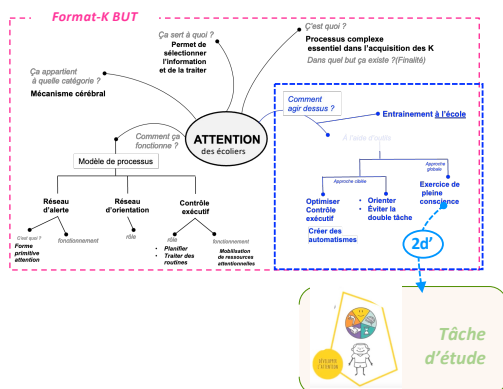 Format-K BUT
Ça sert à quoi ?
Permet de
sélectionner
l'information
et de la traiter
C'est quoi ?
Processus complexe
essentiel dans l'acquisition des K
Dans quel but ça existe ?(Finalité)
Ça appartient
à quelle catégorie ?
Mécanisme cérébral
ATTENTION
des écoliers
Comment ça
fonctionne ?
Modèle de processus
Réseau
d'alerte
Réseau
d'orientation
Contrôle
exécutif
C'est quoi ?
fonctionnement
rôle
rôle
fonctionnement
Forme
primitive
attention
• Planifier
• Traiter des
routines
Mobilisation
de ressources
attentionnelles
Comment
agir dessus ?
Entrainement à l'école
À l'aide d'outils
Approche ciblée
Approche
globale
Optimiser
Contrôle
exécutif
Créer des
automatismes
• Orienter
• Éviter la
double tâche
Exercice de
pleine
conscience
2d'
DÉVELOPPER
L'ATTENTION
Tâche
d'étude